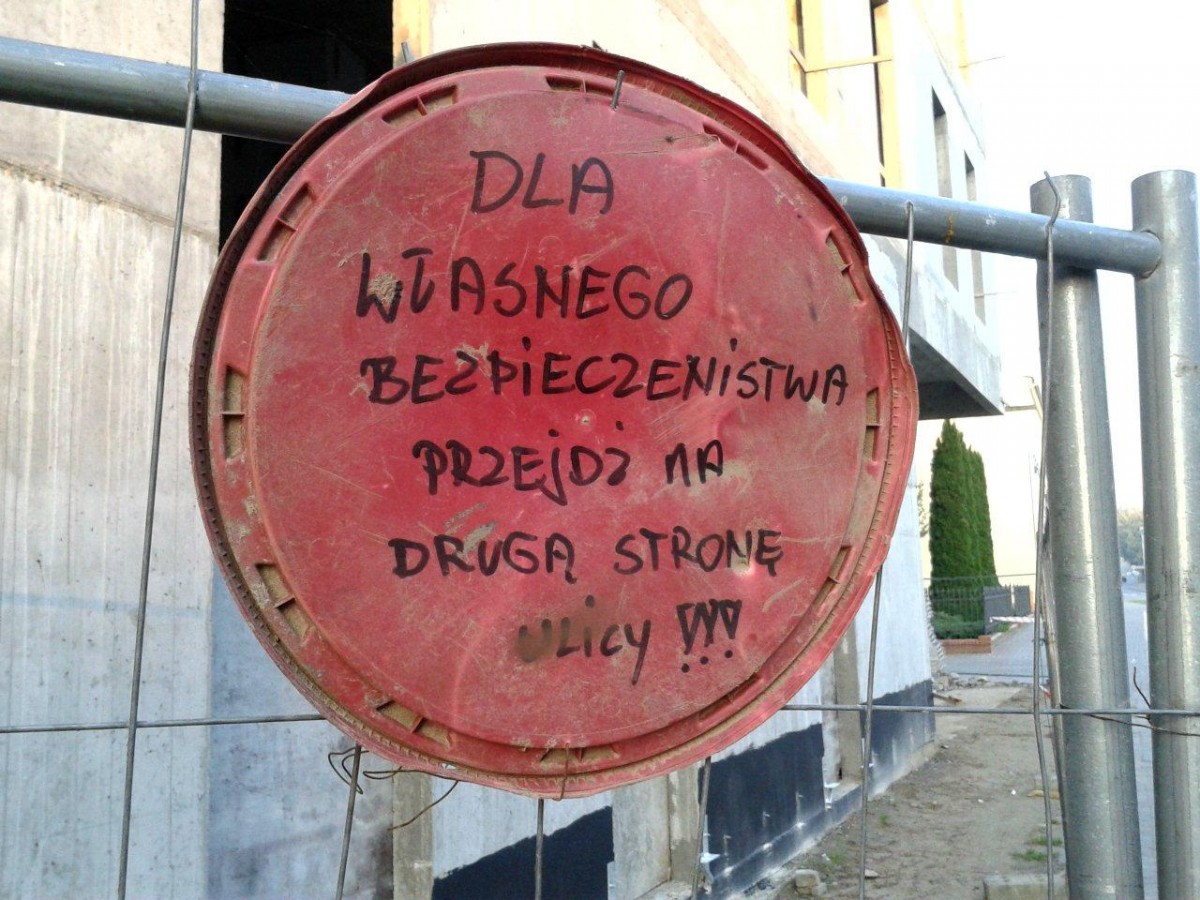 DLA
WŁASNEGO
BEZPIECZENISTWA
PRZEJDŹ NA
DRUGĄ STRONĘ
ULICY !!!